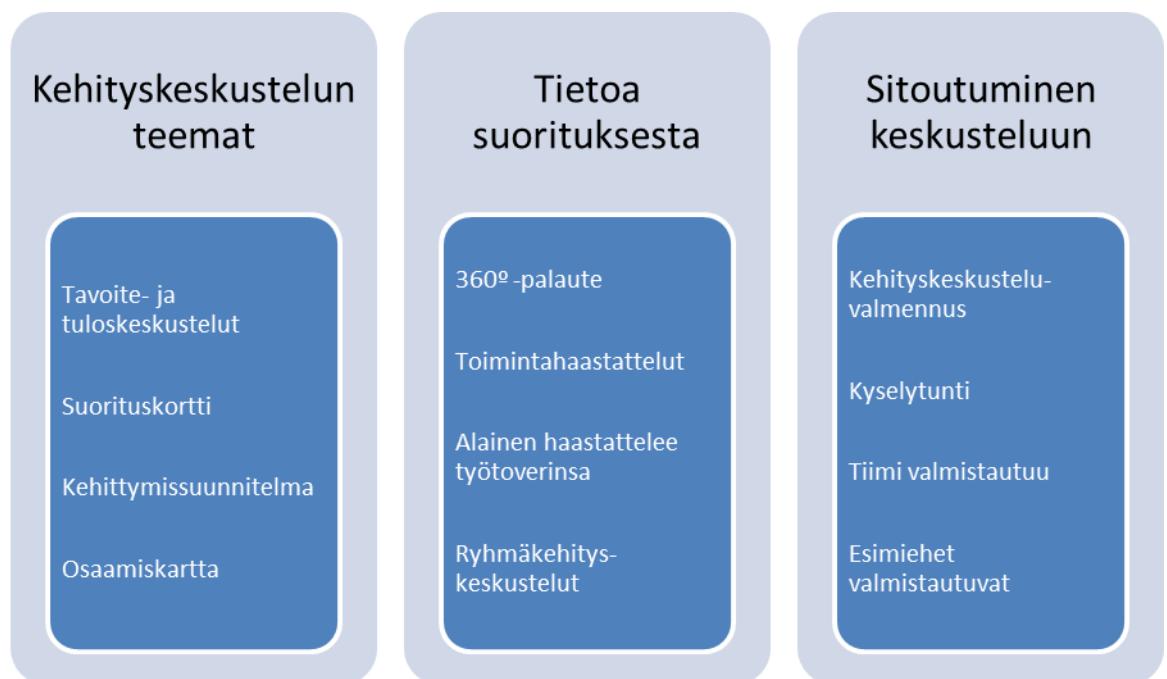 Kehityskeskustelun
teemat
Tavoite- ja
tuloskeskustelut
Suorituskortti
Kehittymissuunnitelma
Osaamiskartta
Tietoa
suorituksesta
360º -palaute
Toimintahaastattelut
Alainen haastattelee
työtoverinsa
Ryhmäkehitys-
keskustelut
Sitoutuminen
keskusteluun
Kehityskeskustelu-
valmennus
Kyselytunti
Tiimi valmistautuu
Esimiehet
valmistautuvat